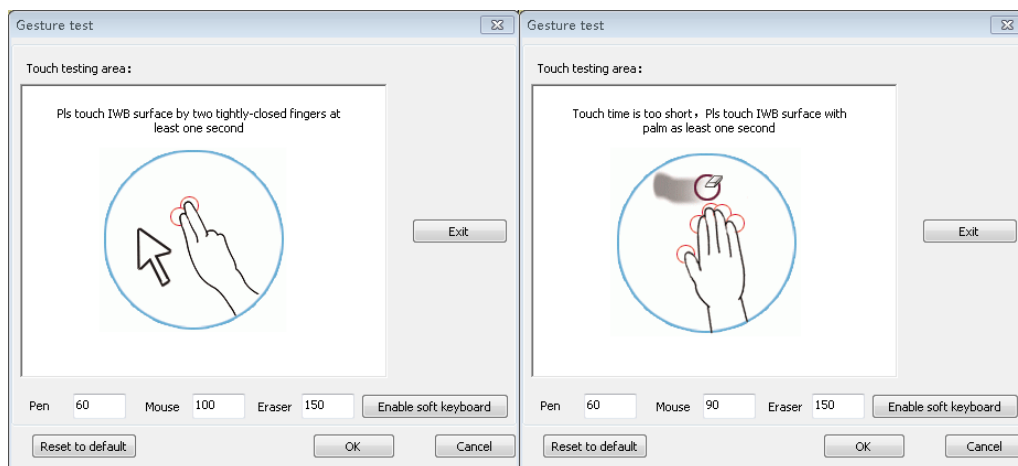 Gesture test
Touch testing area:
Pls touch IWB surface by two tightly-closed fingers at
least one second
Exit
Pen 60 Mouse 100 Eraser 150 Enable soft keyboard
Reset to default OK Cancel
Gesture test
Touch testing area:
Touch time is too short，Pls touch IWB surface with
palm as least one second
Exit
Pen 60 Mouse 90 Eraser 150 Enable soft keyboard
Reset to default OK Cancel